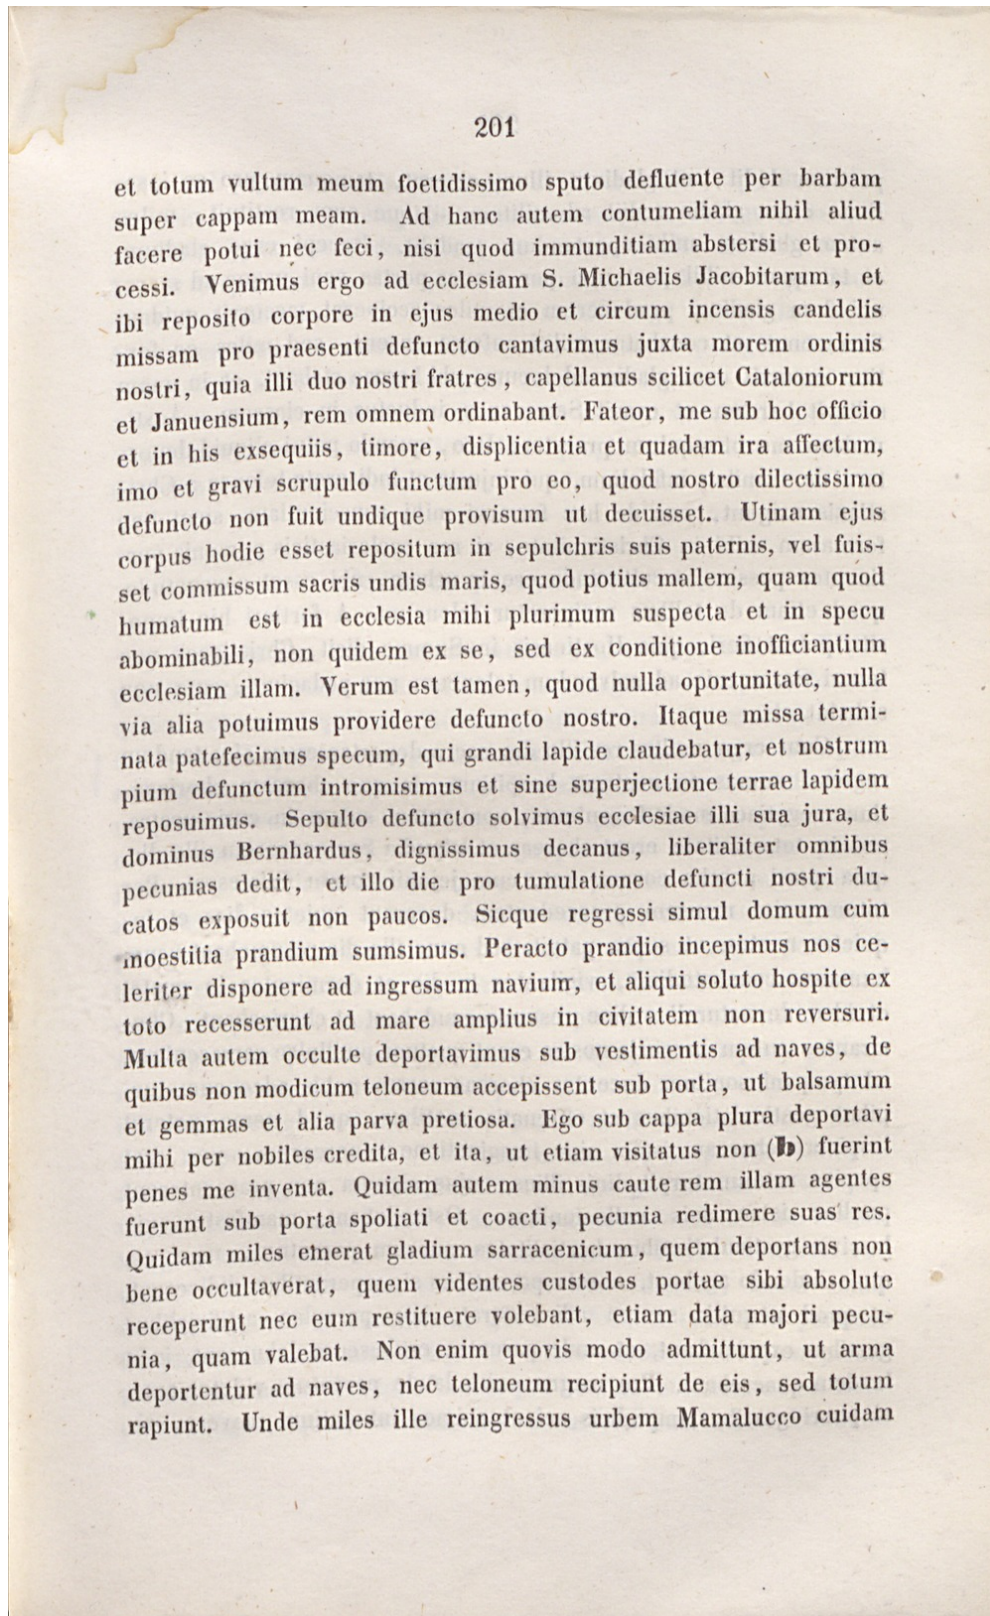 201
et totum vultum meum foetidissimo sputo defluente per barbam
super cappam meam. Ad hanc autem contumeliam nihil aliud
facere potui nec feci, nisi quod immunditiam abstersi et pro-
cessi. Venimus ergo ad ecclesiam S. Michaelis Jacobitarum, et
ibi reposito corpore in ejus medio et circum incensis candelis
missam pro praesenti defuncto cantavimus juxta morem ordinis
nostri, quia illi duo nostri fratres, capellanus scilicet Cataloniorum
et Januensium, rem omnem ordinabant. Fateor, me sub hoc officio
et in his exsequiis, timore, displicentia et quadam ira affectum,
imo et gravi scrupulo functum pro eo, quod nostro dilectissimo
defuncto non fuit undique provisum ut decuisset. Utinam ejus
corpus hodie esset repositum in sepulchris suis paternis, vel fuis-
set commissum sacris undis maris, quod potius mallem, quam quod
humatum est in ecclesia mihi plurimum suspecta et in specu
abominabili, non quidem ex se, sed ex conditione inofficiantium
ecclesiam illam. Verum est tamen, quod nulla oportunitate, nulla
via alia potuimus providere defuncto nostro. Itaque missa termi-
nata patefecimus specum, qui grandi lapide claudebatur, et nostrum
pium defunctum intromisimus et sine superjectione terrae lapidem
reposuimus. Sepulto defuncto solvimus ecclesiae illi sua jura, et
dominus Bernhardus, dignissimus decanus, liberaliter omnibus
pecunias dedit, et illo die pro tumulatione defuncti nostri du-
catos exposuit non paucos. Sicque regressi simul domum cum
moestitia prandium sumsimus. Peracto prandio incepimus nos ce-
leriter disponere ad ingressum navium, et aliqui soluto hospite ex
toto recesserunt ad mare amplius in civitatem non reversuri.
Multa autem occulte deportavimus sub vestimentis ad naves, de
quibus non modicum teloneum accepissent sub porta, ut balsamum
et gemmas et alia parva pretiosa. Ego sub cappa plura deportavi
mihi per nobiles credita, et ita, ut etiam visitatus non (b) fuerint
penes me inventa. Quidam autem minus caute rem illam agentes
fuerunt sub porta spoliati et coacti, pecunia redimere suas res.
Quidam miles emerat gladium sarracenicum, quem deportans non
bene occultaverat, quem videntes custodes portae sibi absolute
receperunt nec eum restituere volebant, etiam data majori pecu-
nia, quam valebat. Non enim quovis modo admittunt, ut arma
deportentur ad naves, nec teloneum recipiunt de eis, sed totum
rapiunt. Unde miles ille reingressus urbem Mamalucco cuidam